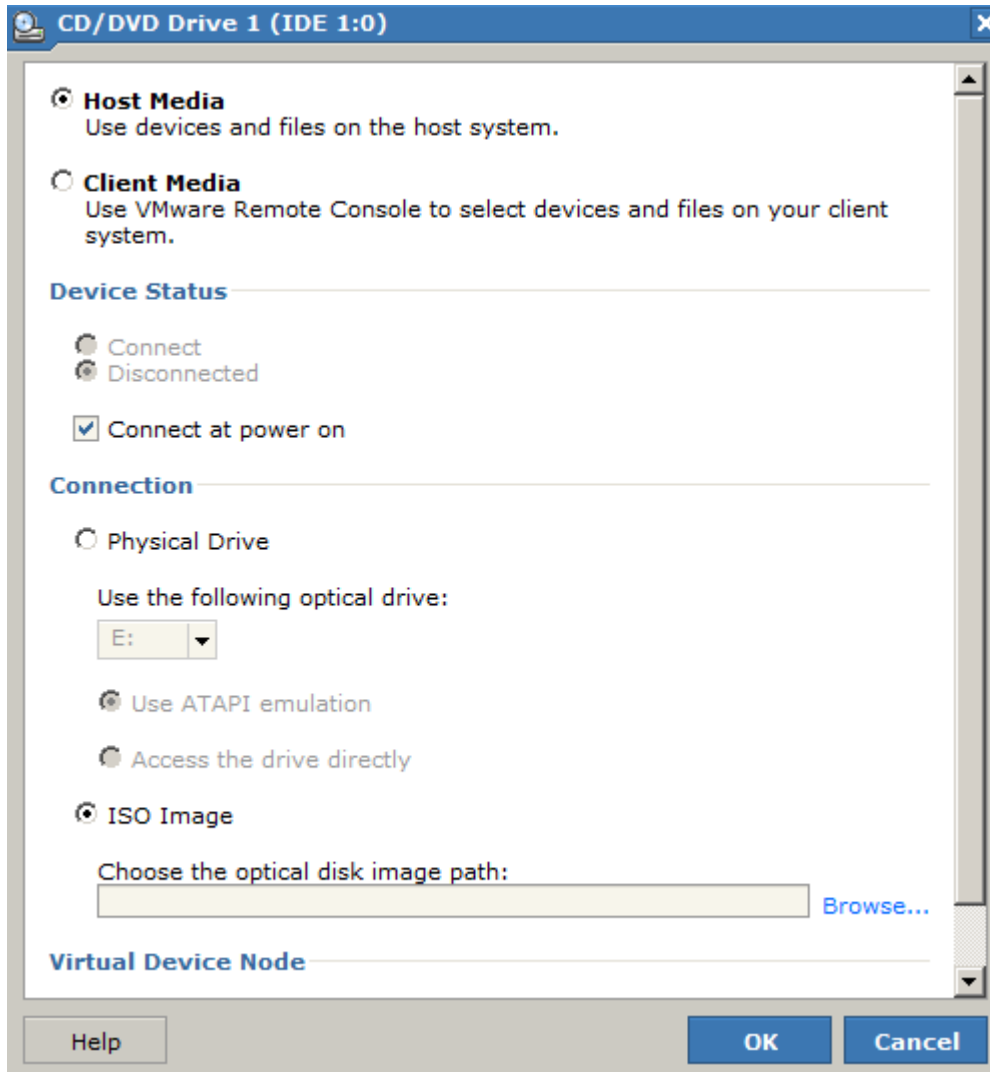 CD/DVD Drive 1 (IDE 1:0)
Host Media
Use devices and files on the host system.
Client Media
Use VMware Remote Console to select devices and files on your client
system.
Device Status
Connect
Disconnected
Connect at power on
Connection
Physical Drive
Use the following optical drive:
E:
Use ATAPI emulation
Access the drive directly
ISO Image
Choose the optical disk image path:
Browse...
Virtual Device Node
Help
OK
Cancel